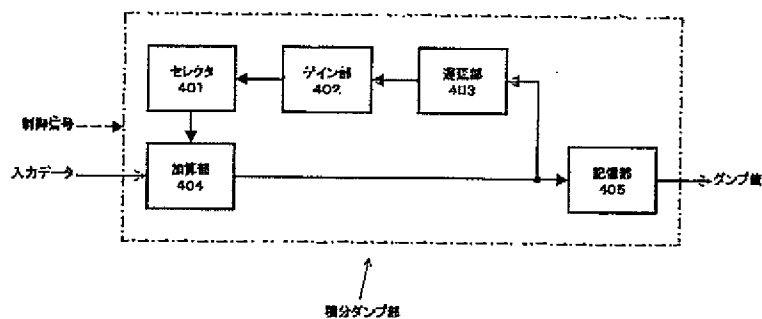 セレクタ
401
ゲイン部
402
遅延部
403
制御信号
入力データ
加算部
404
記憶部
405
ダンプ値
積分ダンプ部